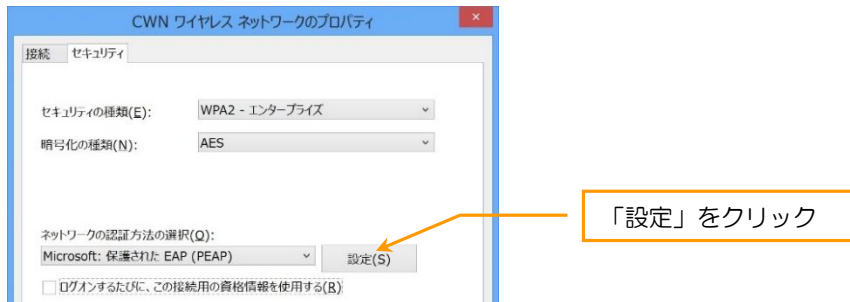 CWN ワイヤレス ネットワークのプロパティ ×
接続 セキュリティ
セキュリティの種類(E): WPA2 - エンタープライズ
暗号化の種類(N): AES
ネットワークの認証方法の選択(O):
Microsoft: 保護された EAP (PEAP) 設定(S)
「設定」をクリック
ログオンするたびに、この接続用の資格情報を使用する(R)